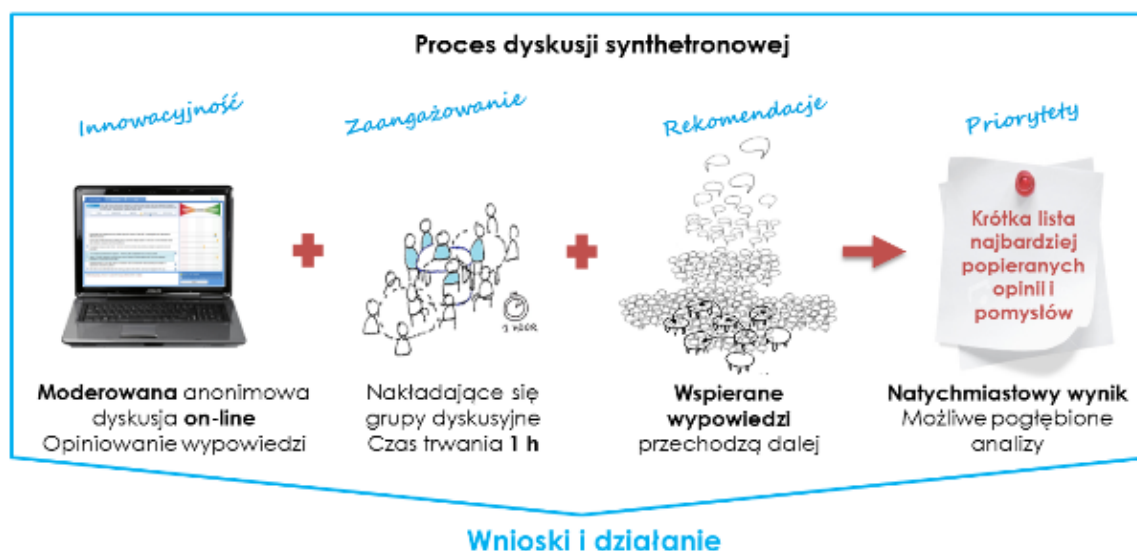 Proces dyskusji synthetronowej
Innowacyjność
Zaangażowanie
Rekomendacje
Priorytety
1 HOUR
Krótka lista
najbardziej
popieranych
opinii i
pomysłów
Moderowana anonimowa
dyskusja on-line
Opiniowanie wypowiedzi
Nakładające się
grupy dyskusyjne
Czas trwania 1 h
Wspierane
wypowiedzi
przechodzą dalej
Natychmiastowy wynik
Możliwe pogłębione
analizy
Wnioski i działanie